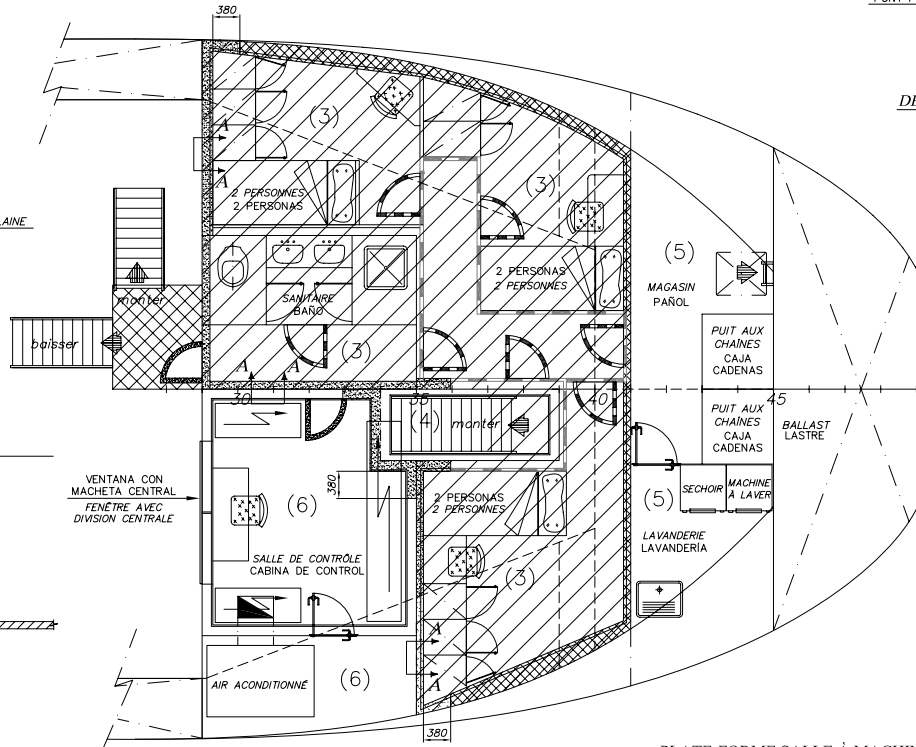 380
DE
(3)
A
A
2 PERSONNES
2 PERSONAS
(3)
LAINE
2 PERSONAS
2 PERSONNES
(5)
MAGASIN
PAÑOL
monter
SANITAIRE
BAÑO
baisser
(3)
PUIT AUX
CHAÎNES
CAJA
CADENAS
A
A
30
35
40
45
(4)
monter
PUIT AUX
CHAÎNES
CAJA
CADENAS
BALLAST
LASTRE
VENTANA CON
MACHETA CENTRAL
FENÊTRE AVEC
DIVISION CENTRALE
380
(6)
2 PERSONAS
2 PERSONNES
(5)
SECHOIR
MACHINE
À LAVER
SALLE DE CONTRÔLE
CABINA DE CONTROL
LAVANDERIE
LAVANDERÍA
(3)
A
A
AIR ACONDITIONNÉ
(6)
380